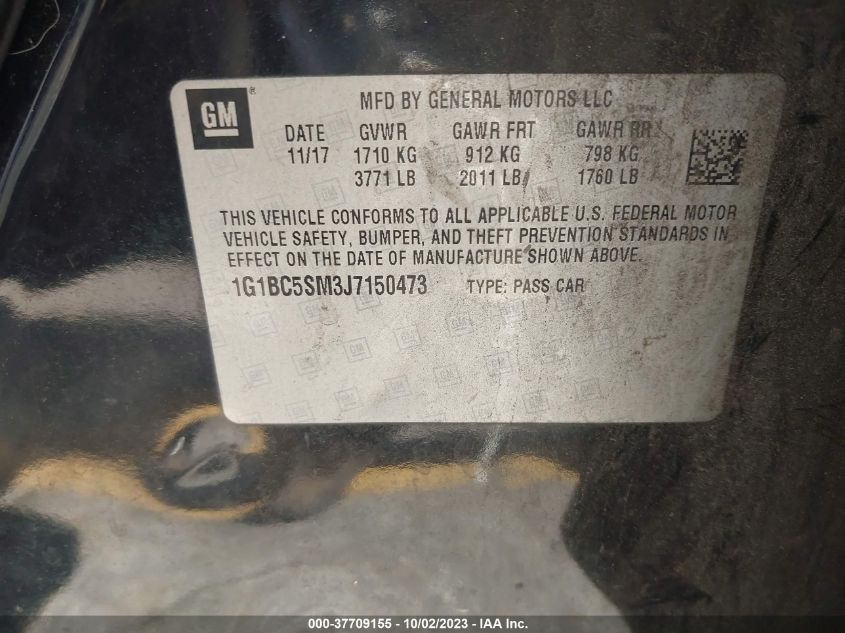 GM®
MFD BY GENERAL MOTORS LLC
DATE GVWR GAWR FRT GAWR RR
11/17 1710 KG 912 KG 798 KG
3771 LB 2011 LB 1760 LB
THIS VEHICLE CONFORMS TO ALL APPLICABLE U.S. FEDERAL MOTOR
VEHICLE SAFETY, BUMPER, AND THEFT PREVENTION STANDARDS IN
EFFECT ON THE DATE OF MANUFACTURE SHOWN ABOVE.
1G1BC5SM3J7150473 TYPE: PASS CAR
000-37709155 - 10/02/2023 - IAA Inc.